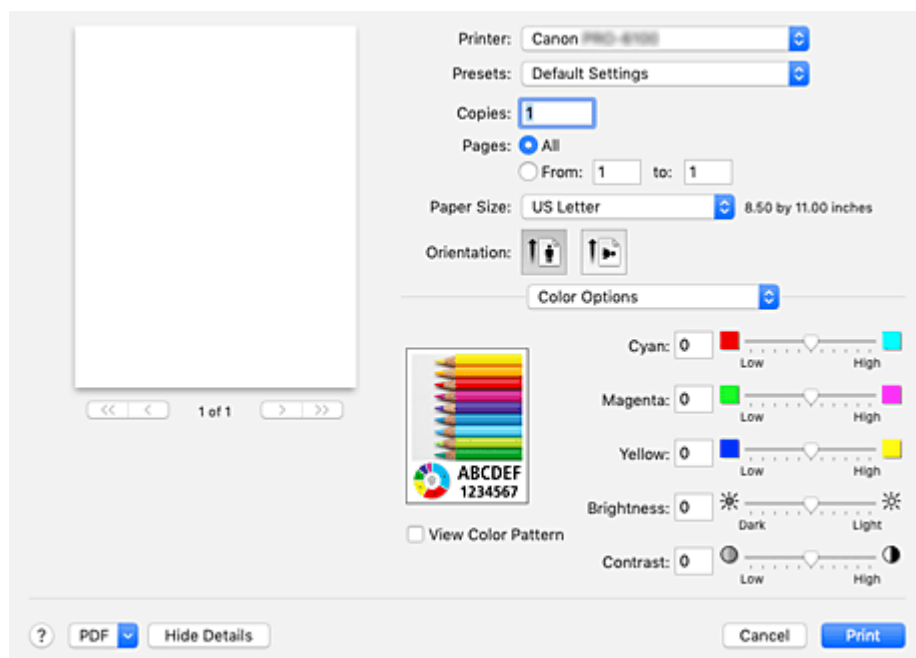 Printer: Canon
Presets: Default Settings
Copies: 1
Pages: All
From: 1 to: 1
Paper Size: US Letter 8.50 by 11.00 inches
Orientation:
Color Options
Cyan: 0
Low High
Magenta: 0
Low High
Yellow: 0
Low High
Brightness: 0
Dark Light
Contrast: 0
Low High
ABCDEF
1234567
View Color Pattern
<< < 1 of 1 > >>
? PDF Hide Details Cancel Print